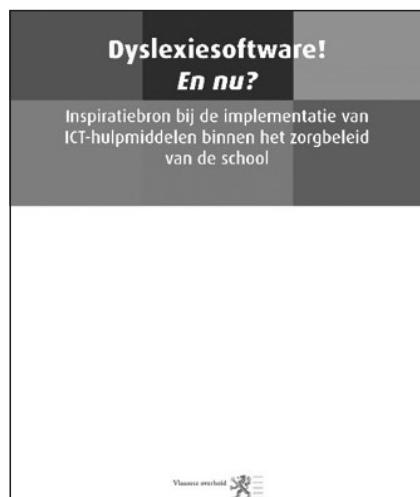 Dyslexiesoftware!
En nu?
Inspiratiebron bij de implementatie van
ICT-hulpmiddelen binnen het zorgbeleid
van de school
Vlaamse overheid